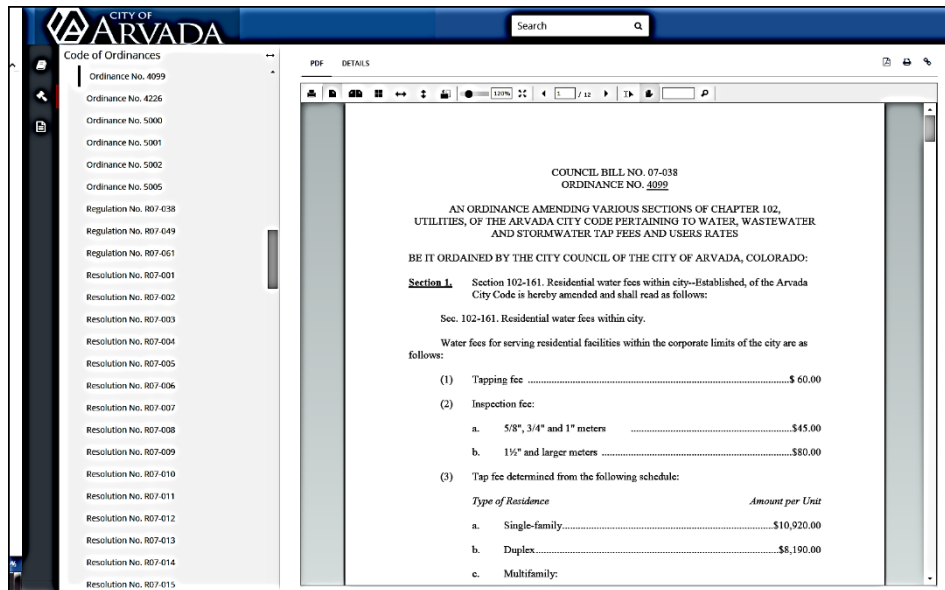 CITY OF
ARVADA
Search
Code of Ordinances
Ordinance No. 4099
Ordinance No. 4226
Ordinance No. 5000
Ordinance No. 5001
Ordinance No. 5002
Ordinance No. 5005
Regulation No. R07-038
Regulation No. R07-049
Regulation No. R07-061
Resolution No. R07-001
Resolution No. R07-002
Resolution No. R07-003
Resolution No. R07-004
Resolution No. R07-005
Resolution No. R07-006
Resolution No. R07-007
Resolution No. R07-008
Resolution No. R07-009
Resolution No. R07-010
Resolution No. R07-011
Resolution No. R07-012
Resolution No. R07-013
Resolution No. R07-014
Resolution No. R07-015
PDF DETAILS
120% 1 / 12
COUNCIL BILL NO. 07-038
ORDINANCE NO. 4099
AN ORDINANCE AMENDING VARIOUS SECTIONS OF CHAPTER 102,
UTILITIES, OF THE ARVADA CITY CODE PERTAINING TO WATER, WASTEWATER
AND STORMWATER TAP FEES AND USERS RATES
BE IT ORDAINED BY THE CITY COUNCIL OF THE CITY OF ARVADA, COLORADO:
Section 1. Section 102-161. Residential water fees within city--Established, of the Arvada
City Code is hereby amended and shall read as follows:
Sec. 102-161. Residential water fees within city.
Water fees for serving residential facilities within the corporate limits of the city are as
follows:
(1) Tapping fee ..........$ 60.00
(2) Inspection fee:
a. 5/8", 3/4" and 1" meters ..........$45.00
b. 1½" and larger meters ..........$80.00
(3) Tap fee determined from the following schedule:
Type of Residence Amount per Unit
a. Single-family..........$10,920.00
b. Duplex..........$8,190.00
c. Multifamily: